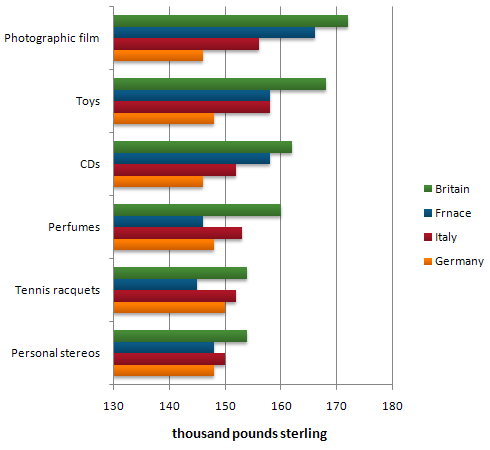 Photographic film
Toys
CDs
Perfumes
Tennis racquets
Personal stereos
Britain
Frnace
Italy
Germany
130 140 150 160 170 180
thousand pounds sterling